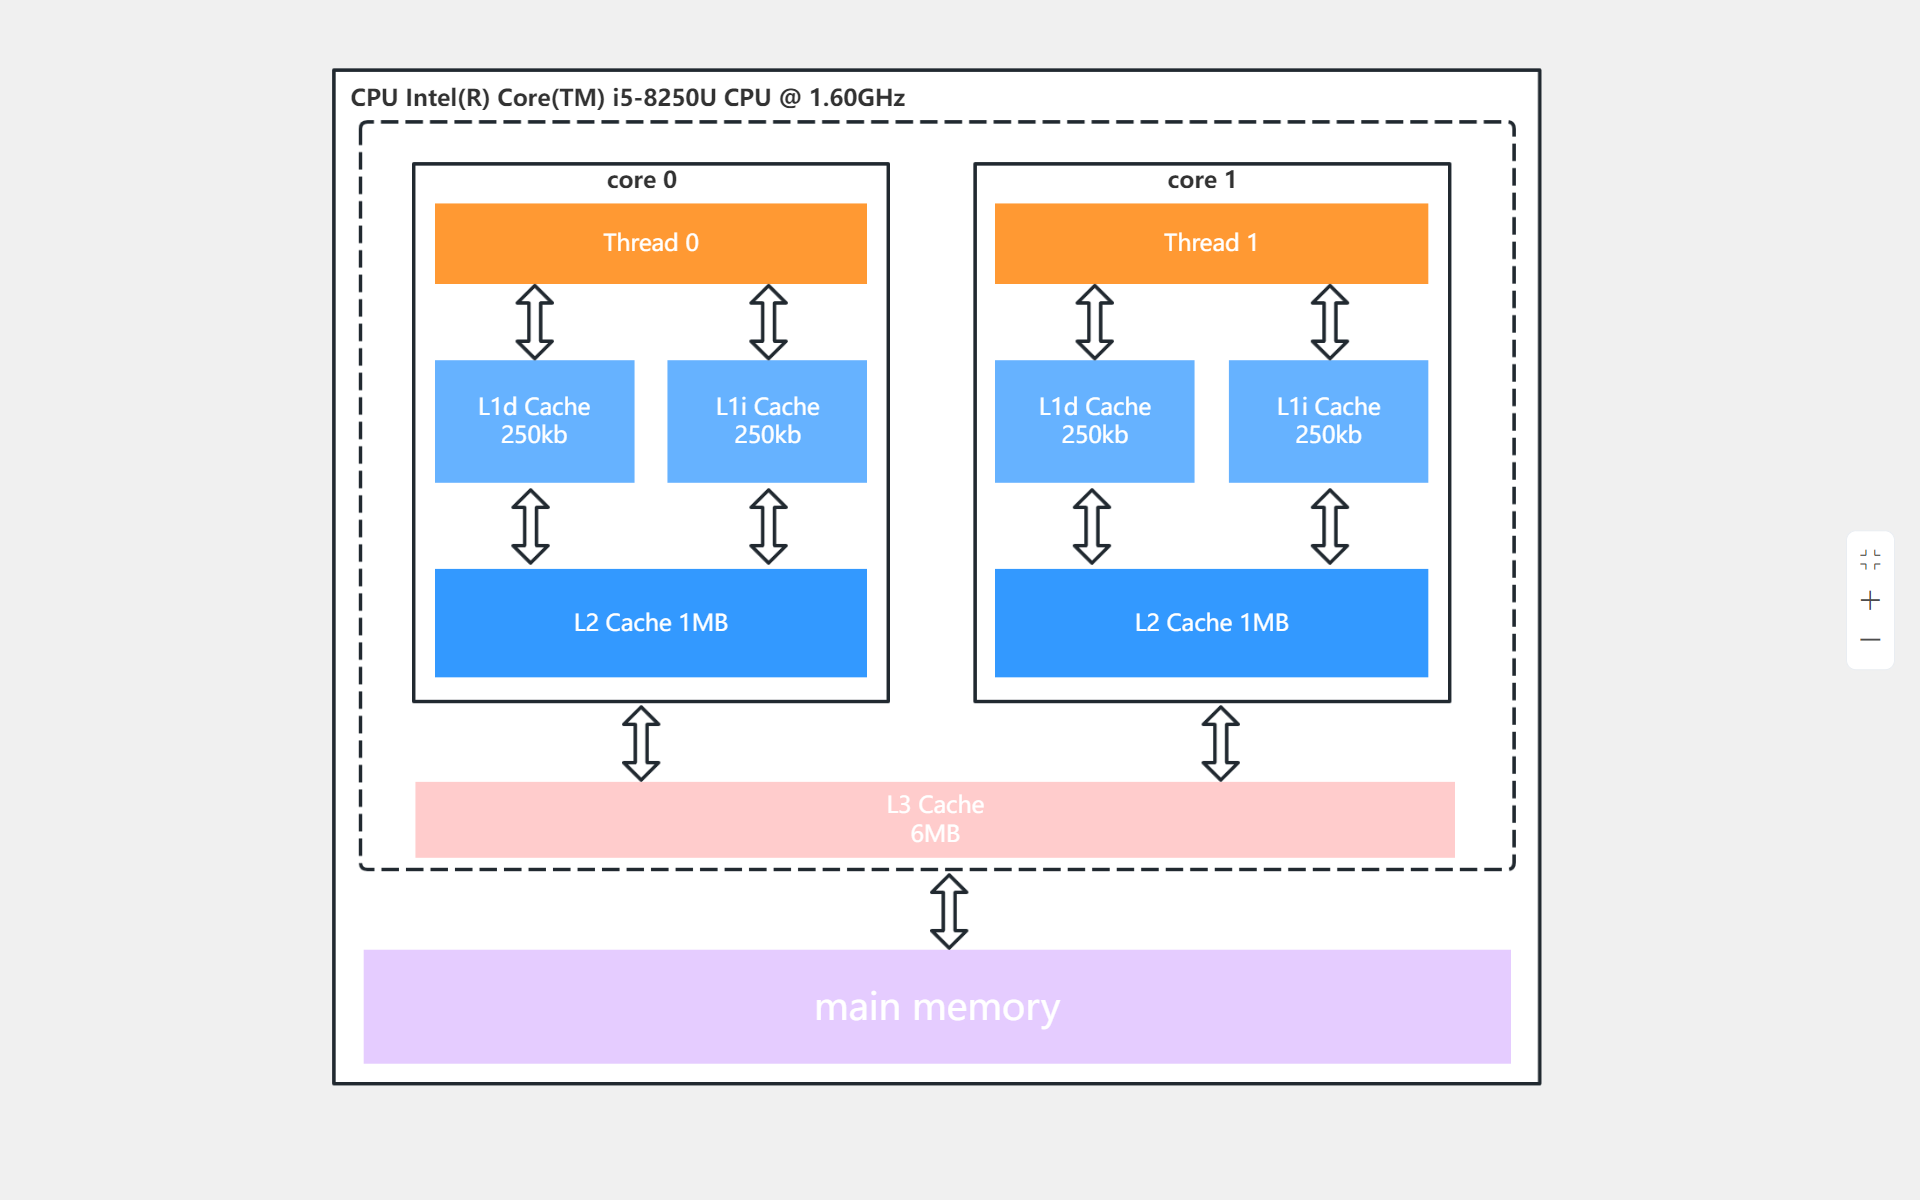 CPU Intel(R) Core(TM) i5-8250U CPU @ 1.60GHz
core 0
Thread 0
L1d Cache
250kb
L1i Cache
250kb
L2 Cache 1MB
core 1
Thread 1
L1d Cache
250kb
L1i Cache
250kb
L2 Cache 1MB
L3 Cache
6MB
main memory